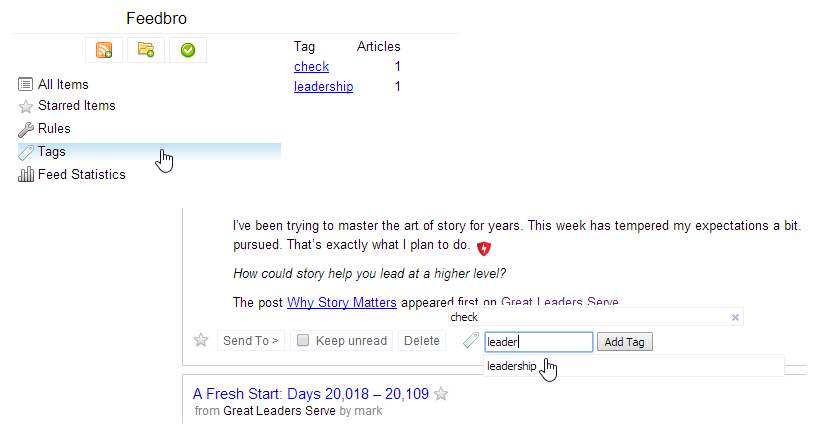 Feedbro
Tag Articles
check 1
leadership 1
All Items
Starred Items
Rules
Tags
Feed Statistics
I've been trying to master the art of story for years. This week has tempered my expectations a bit.
pursued. That's exactly what I plan to do.
How could story help you lead at a higher level?
The post Why Story Matters appeared first on Great Leaders Serve
check
Send To > Keep unread Delete leader Add Tag
leadership
A Fresh Start: Days 20,018 – 20,109
from Great Leaders Serve by mark